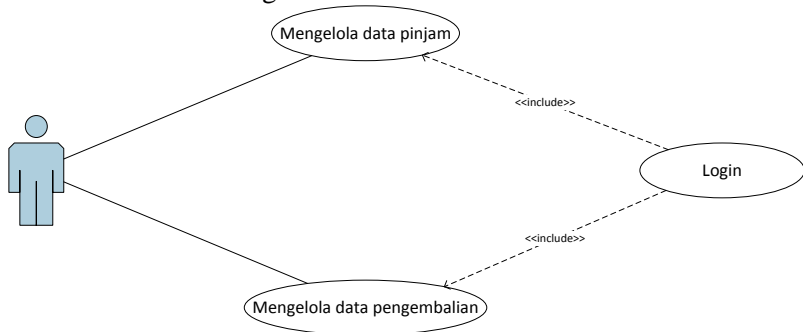 Mengelola data pinjam
<<include>>
Login
<<include>>
Mengelola data pengembalian